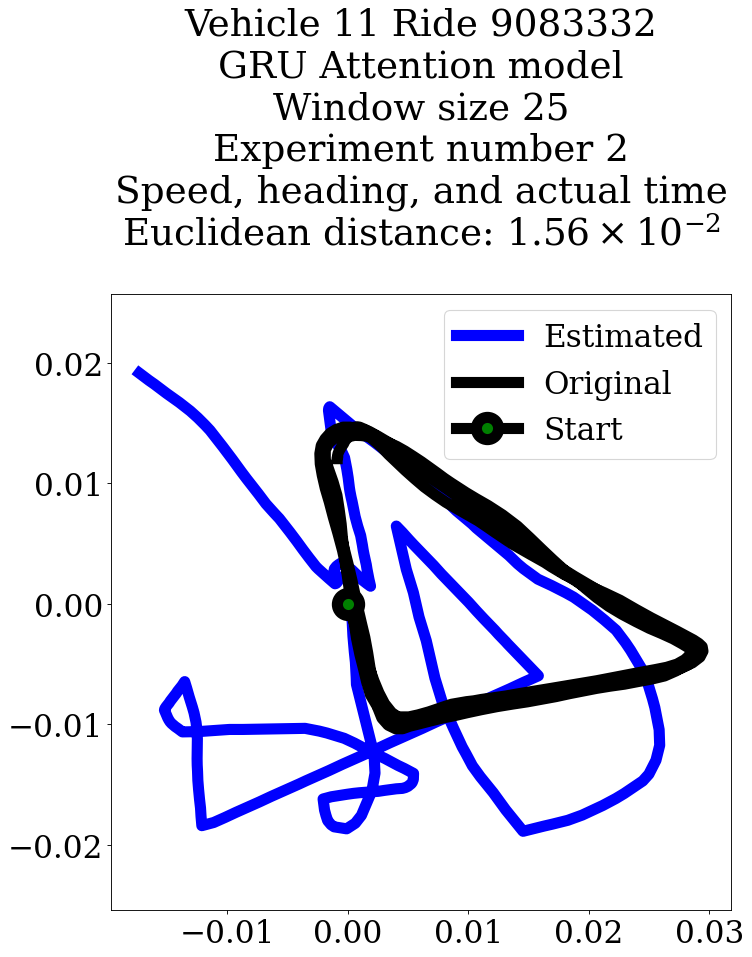 Vehicle 11 Ride 9083332
GRU Attention model
Window size 25
Experiment number 2
Speed, heading, and actual time
Euclidean distance: 1.56 × 10⁻²
Estimated
Original
Start
0.02
0.01
0.00
−0.01
−0.02
−0.01 0.00 0.01 0.02 0.03